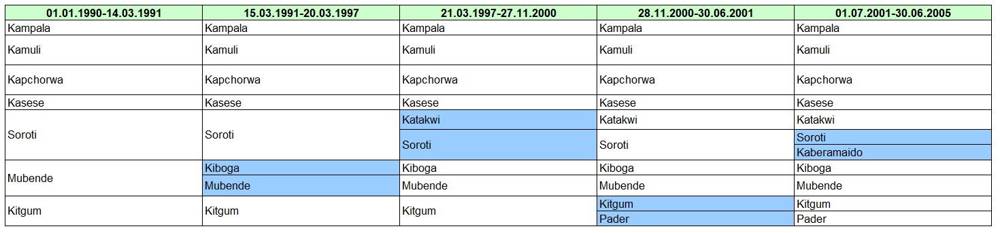 01.01.1990-14.03.1991 15.03.1991-20.03.1997 21.03.1997-27.11.2000 28.11.2000-30.06.2001 01.07.2001-30.06.2005
Kampala Kampala Kampala Kampala Kampala
Kamuli Kamuli Kamuli Kamuli Kamuli
Kapchorwa Kapchorwa Kapchorwa Kapchorwa Kapchorwa
Kasese Kasese Kasese Kasese Kasese
Katakwi Katakwi Katakwi
Soroti Soroti Soroti Soroti Soroti
Kaberamaido
Kiboga Kiboga Kiboga Kiboga
Mubende Mubende Mubende Mubende Mubende
Kitgum Kitgum Kitgum Kitgum Kitgum
Pader Pader